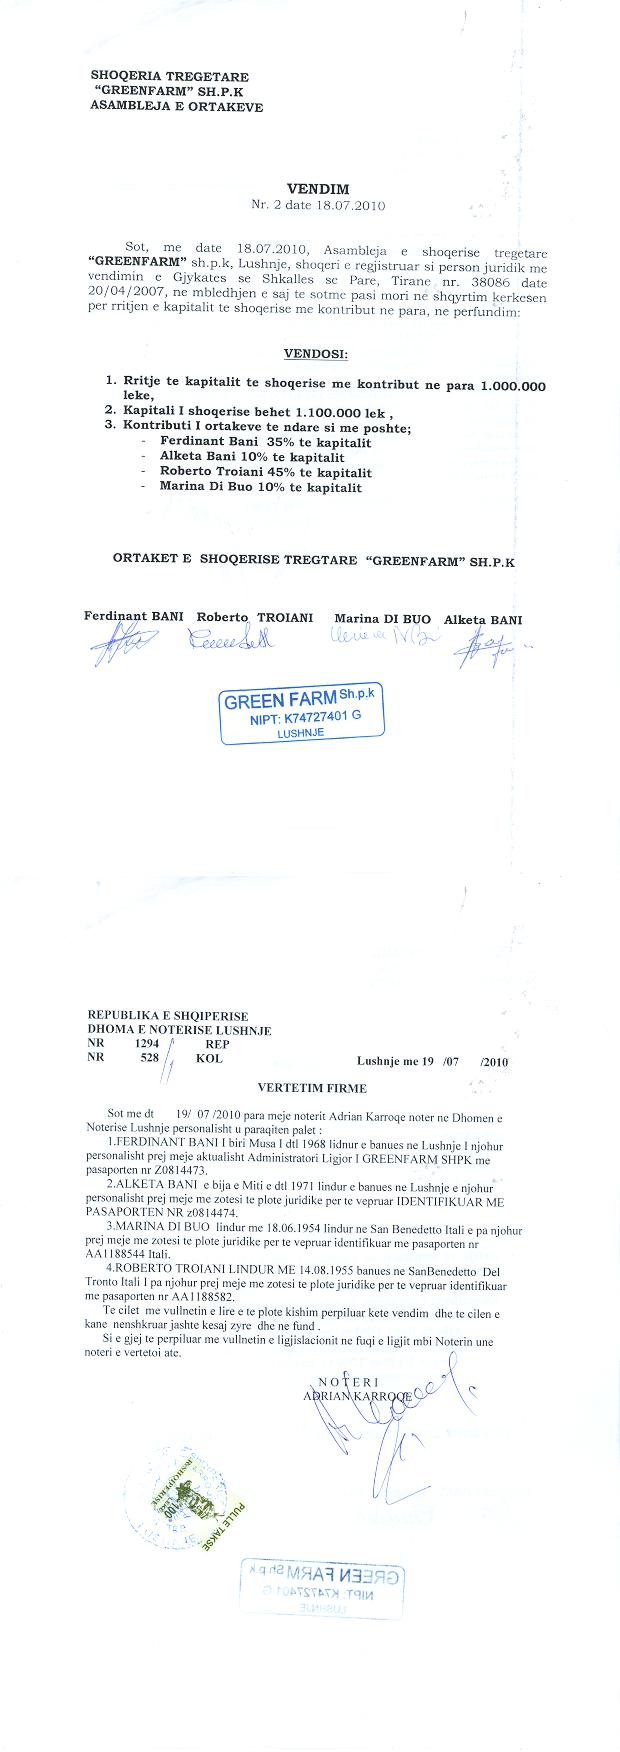 SHOQERIA TREGETARE
“GREENFARM” SH.P.K
ASAMBLEJA E ORTAKEVE
VENDIM
Nr. 2 date 18.07.2010
Sot, me date 18.07.2010, Asambleja e shoqerise tregetare
“GREENFARM” sh.p.k, Lushnje, shoqeri e regjistruar si person juridik me
vendimin e Gjykates se Shkalles se Pare, Tirane nr. 38086 date
20/04/2007, ne mbledhjen e saj te sotme pasi mori ne shqyrtim kerkesen
per rritjen e kapitalit te shoqerise me kontribut ne para, ne perfundim:
VENDOSI:
1. Rritje te kapitalit te shoqerise me kontribut ne para 1.000.000
leke,
2. Kapitali I shoqerise behet 1.100.000 lek ,
3. Kontributi I ortakeve te ndare si me poshte;
- Ferdinant Bani 35% te kapitalit
- Alketa Bani 10% te kapitalit
- Roberto Troiani 45% te kapitalit
- Marina Di Buo 10% te kapitalit
ORTAKET E SHOQERISE TREGTARE “GREENFARM” SH.P.K
Ferdinant BANI Roberto TROIANI Marina DI BUO Alketa BANI
GREEN FARM Sh.p.k
NIPT: K74727401 G
LUSHNJE
REPUBLIKA E SHQIPERISE
DHOMA E NOTERISE LUSHNJE
NR 1294 REP
NR 528 KOL Lushnje me 19 /07 /2010
VERTETIM FIRME
Sot me dt 19/ 07 /2010 para meje noterit Adrian Karroqe noter ne Dhomen e
Noterise Lushnje personalisht u paraqiten palet :
1.FERDINANT BANI I biri Musa I dtl 1968 lidnur e banues ne Lushnje I njohur
personalisht prej meje aktualisht Administratori Ligjor I GREENFARM SHPK me
pasaporten nr Z0814473.
2.ALKETA BANI e bija e Miti e dtl 1971 lindur e banues ne Lushnje e njohur
personalisht prej meje me zotesi te plote juridike per te vepruar IDENTIFIKUAR ME
PASAPORTEN NR z0814474.
3.MARINA DI BUO lindur me 18.06.1954 lindur ne San Benedetto Itali e pa njohur
prej meje me zotesi te plote juridike per te vepruar identifikuar me pasaporten nr
AA1188544 Itali.
4.ROBERTO TROIANI LINDUR ME 14.08.1955 banues ne SanBenedetto Del
Tronto Itali I pa njohur prej meje me zotesi te plote juridike per te vepruar identifikuar
me pasaporten nr AA1188582.
Te cilet me vullnetin e lire e te plote kishim perpiluar kete vendim dhe te cilen e
kane nenshkruar jashte kesaj zyre dhe ne fund .
Si e gjej te perpiluar me vullnetin e ligjislacionit ne fuqi e ligjit mbi Noterin une
noteri e vertetoi ate.
NOTERI
ADRIAN KARROQE
PULLE TAKSE
100
GREEN FARM Sh.p.k
NIPT: K74727401 G
LUSHNJE